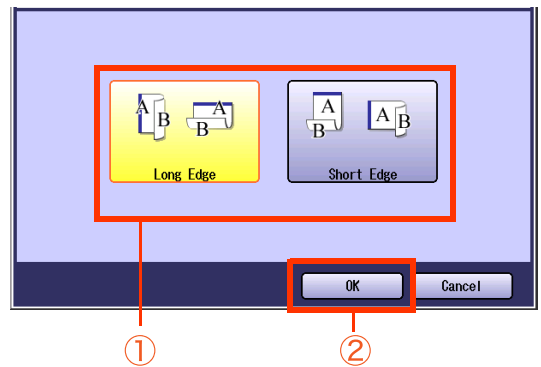 A B A B A B A B
Long Edge Short Edge
OK Cancel
① ②